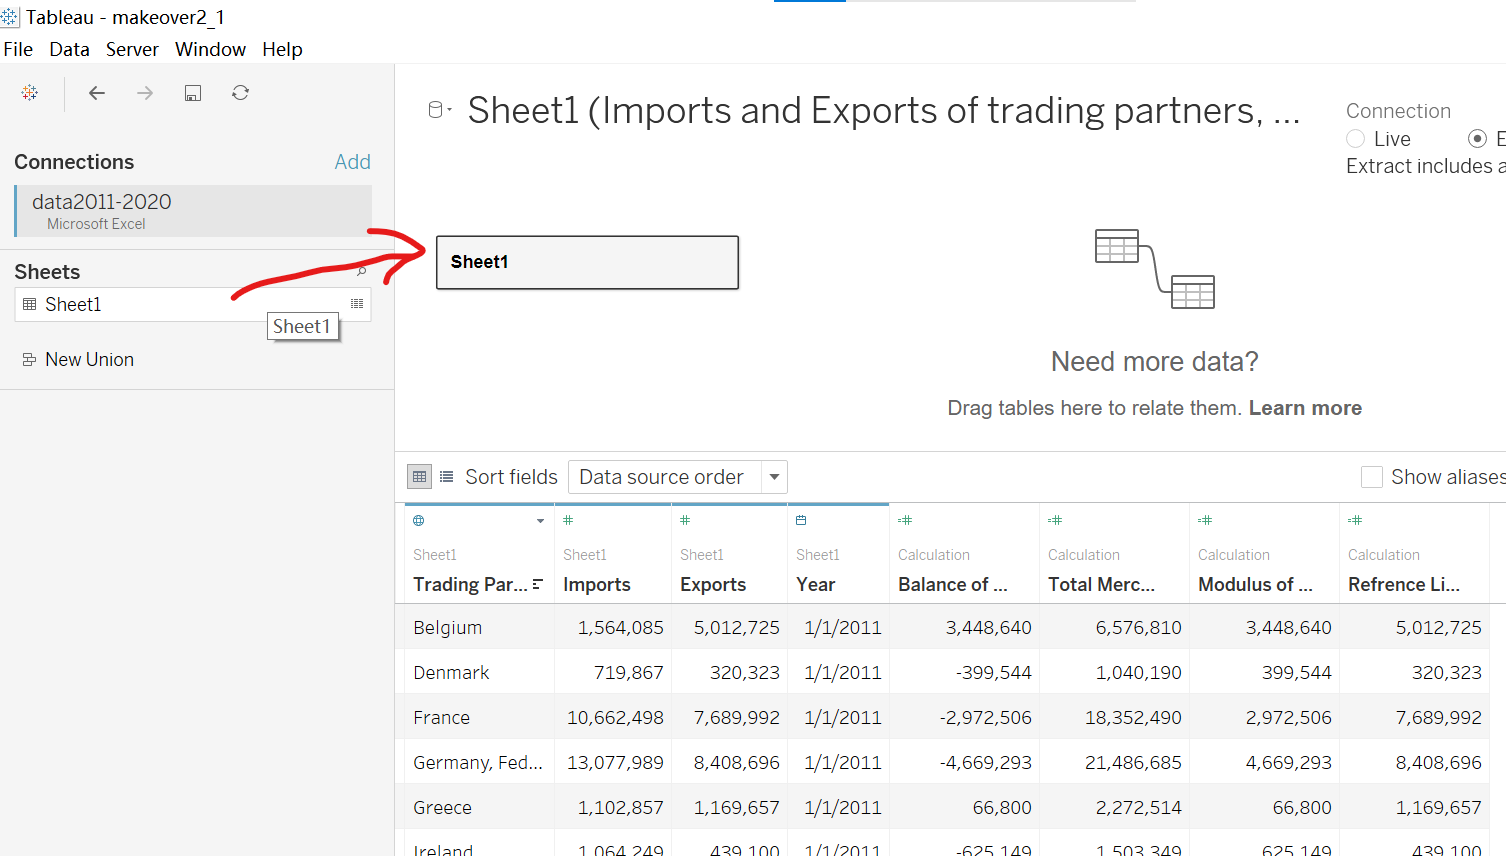 Tableau - makeover2_1
File Data Server Window Help
Connections Add
data2011-2020
Microsoft Excel
Sheets
Sheet1
Sheet1
New Union
Sheet1 (Imports and Exports of trading partners, ...
Connection
Live E
Extract includes a
Sheet1
Need more data?
Drag tables here to relate them. Learn more
Sort fields Data source order Show aliases
Sheet1 Sheet1 Sheet1 Sheet1 Calculation Calculation Calculation Calculation
Trading Par... Imports Exports Year Balance of ... Total Merc... Modulus of ... Refrence Li...
Belgium 1,564,085 5,012,725 1/1/2011 3,448,640 6,576,810 3,448,640 5,012,725
Denmark 719,867 320,323 1/1/2011 -399,544 1,040,190 399,544 320,323
France 10,662,498 7,689,992 1/1/2011 -2,972,506 18,352,490 2,972,506 7,689,992
Germany, Fed... 13,077,989 8,408,696 1/1/2011 -4,669,293 21,486,685 4,669,293 8,408,696
Greece 1,102,857 1,169,657 1/1/2011 66,800 2,272,514 66,800 1,169,657
Ireland 1,064,249 439,100 1/1/2011 -625,149 1,503,349 625,149 439,100